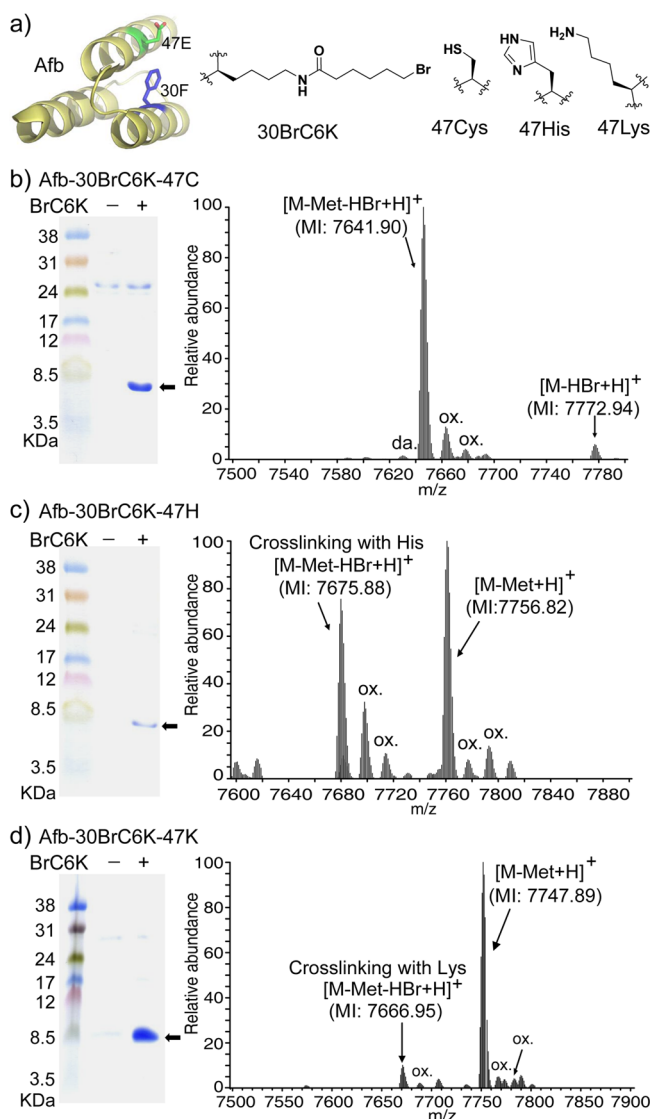 a)
Afb
47E
30F
O
N
H
Br
30BrC6K
HS
47Cys
HN
N
47His
H2N
47Lys
b) Afb-30BrC6K-47C
BrC6K − +
38
31
24
17
12
8.5
3.5
KDa
Relative abundance
100
80
60
40
20
0
[M-Met-HBr+H]+
(MI: 7641.90)
[M-HBr+H]+
(MI: 7772.94)
da.
ox.
ox.
7500 7540 7580 7620 7660 7700 7740 7780
m/z
c) Afb-30BrC6K-47H
BrC6K − +
38
31
24
17
12
8.5
3.5
KDa
Relative abundance
100
80
60
40
20
0
Crosslinking with His
[M-Met-HBr+H]+
(MI: 7675.88)
[M-Met+H]+
(MI:7756.82)
ox.
ox.
ox.
ox.
7600 7640 7680 7720 7760 7800 7840 7880
m/z
d) Afb-30BrC6K-47K
BrC6K − +
38
31
24
17
12
8.5
3.5
KDa
Relative abundance
100
80
60
40
20
0
[M-Met+H]+
(MI: 7747.89)
Crosslinking with Lys
[M-Met-HBr+H]+
(MI: 7666.95)
ox.
ox.
ox.
7500 7550 7600 7650 7700 7750 7800 7850 7900
m/z